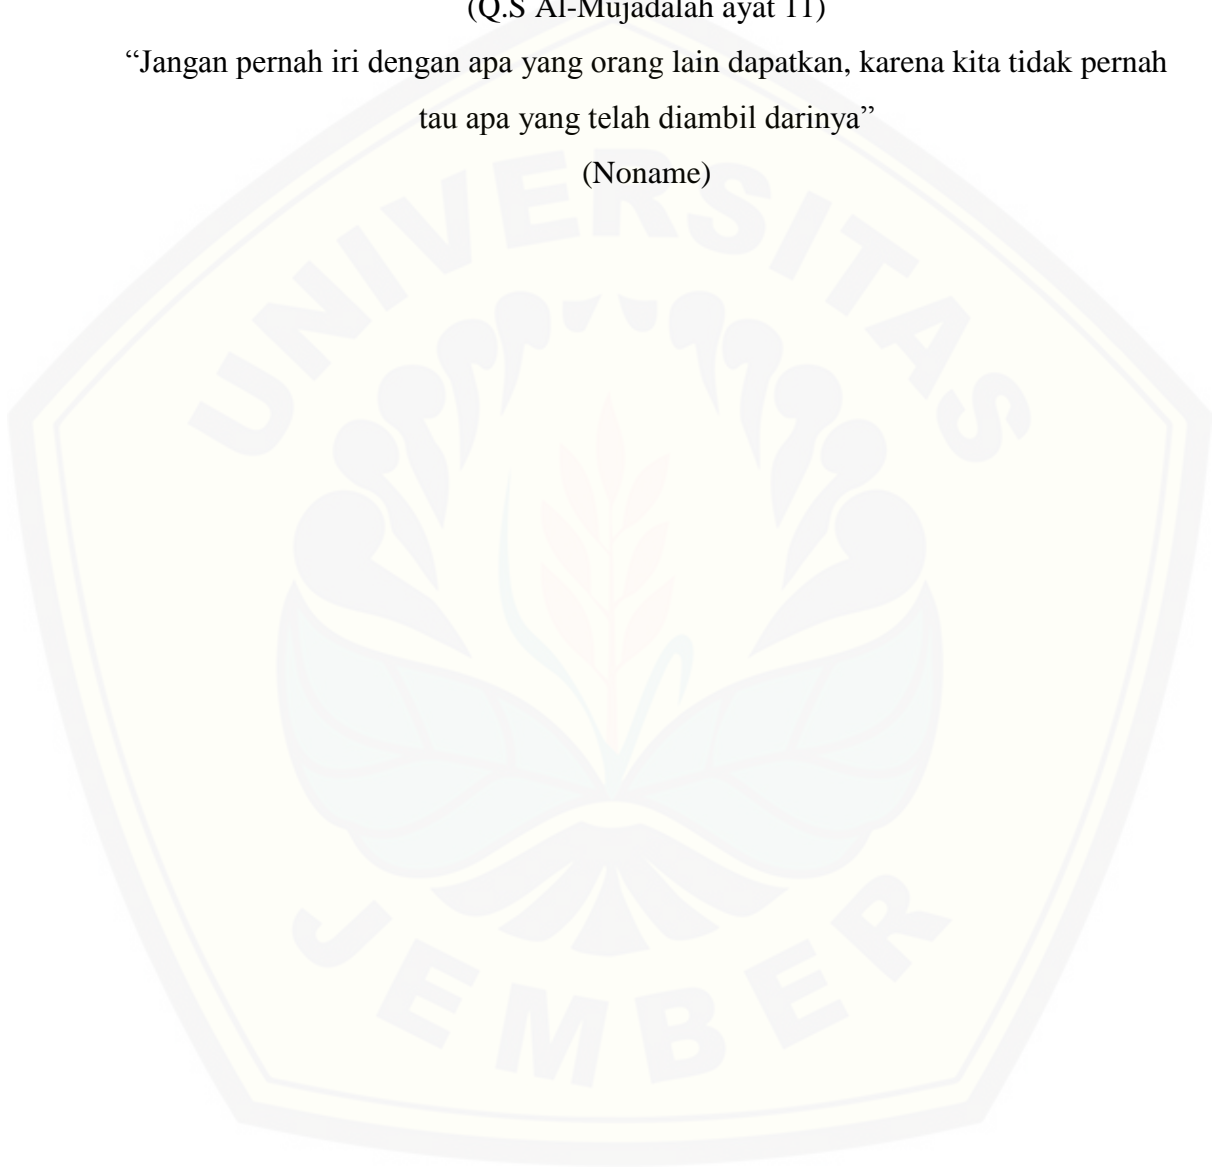 (Q.S Al-Mujadalah ayat 11)
“Jangan pernah iri dengan apa yang orang lain dapatkan, karena kita tidak pernah
tau apa yang telah diambil darinya”
(Noname)
UNIVERSITAS
JEMBER